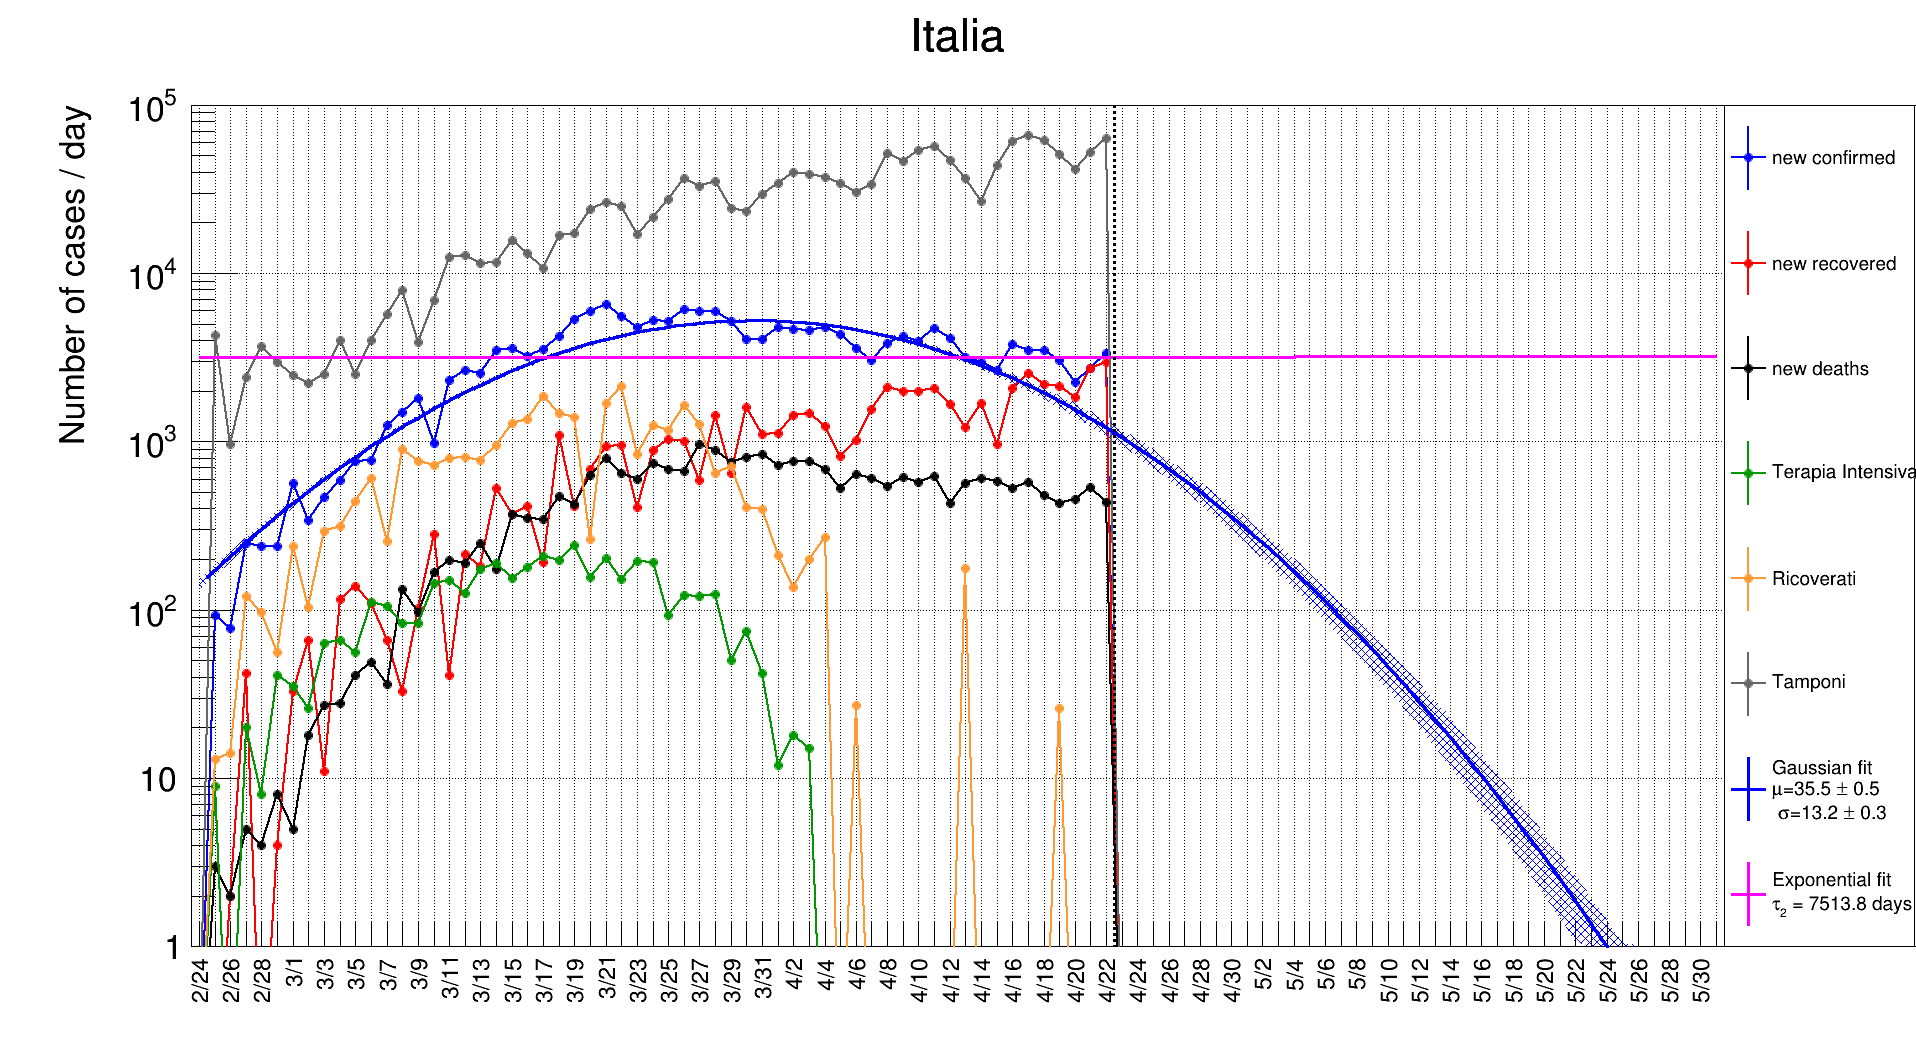 Italia
Number of cases / day
10^5
10^4
10^3
10^2
10
1
2/24 2/26 2/28 3/1 3/3 3/5 3/7 3/9 3/11 3/13 3/15 3/17 3/19 3/21 3/23 3/25 3/27 3/29 3/31 4/2 4/4 4/6 4/8 4/10 4/12 4/14 4/16 4/18 4/20 4/22 4/24 4/26 4/28 4/30 5/2 5/4 5/6 5/8 5/10 5/12 5/14 5/16 5/18 5/20 5/22 5/24 5/26 5/28 5/30
new confirmed
new recovered
new deaths
Terapia Intensiva
Ricoverati
Tamponi
Gaussian fit
μ=35.5 ± 0.5
σ=13.2 ± 0.3
Exponential fit
τ₂ = 7513.8 days